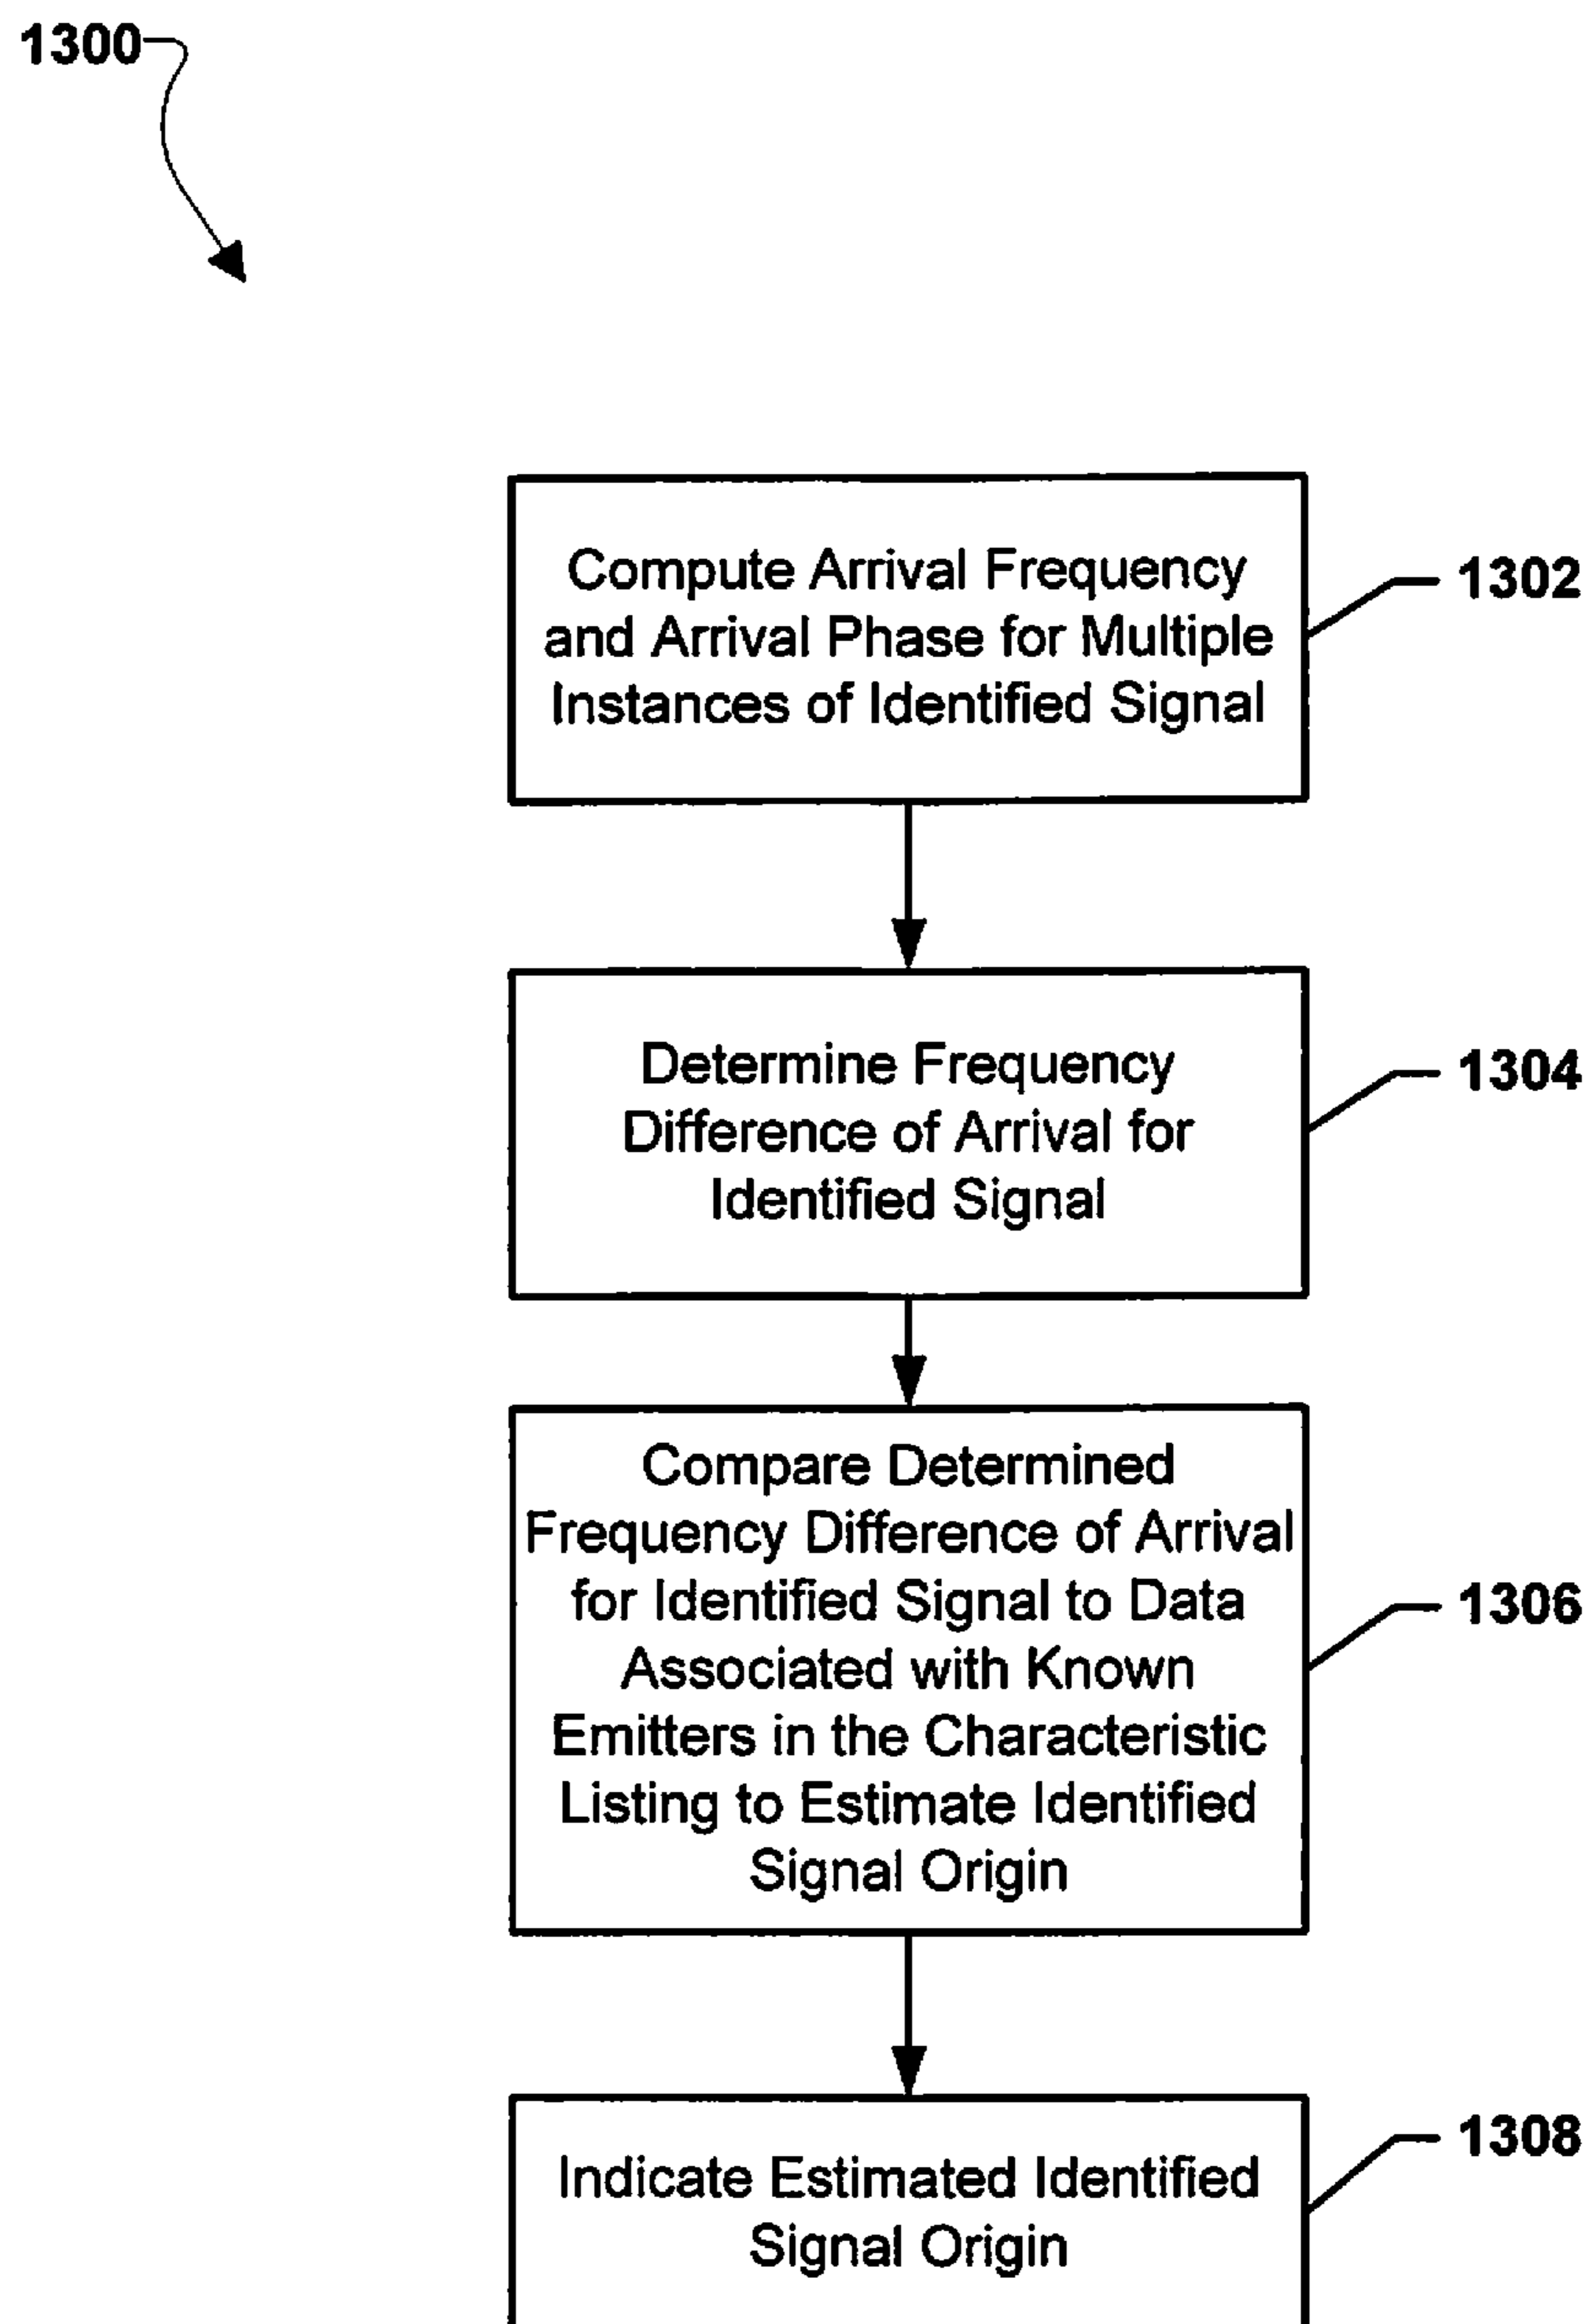 1300
Compute Arrival Frequency
and Arrival Phase for Multiple
Instances of Identified Signal
1302
Determine Frequency
Difference of Arrival for
Identified Signal
1304
Compare Determined
Frequency Difference of Arrival
for Identified Signal to Data
Associated with Known
Emitters in the Characteristic
Listing to Estimate Identified
Signal Origin
1306
Indicate Estimated Identified
Signal Origin
1308